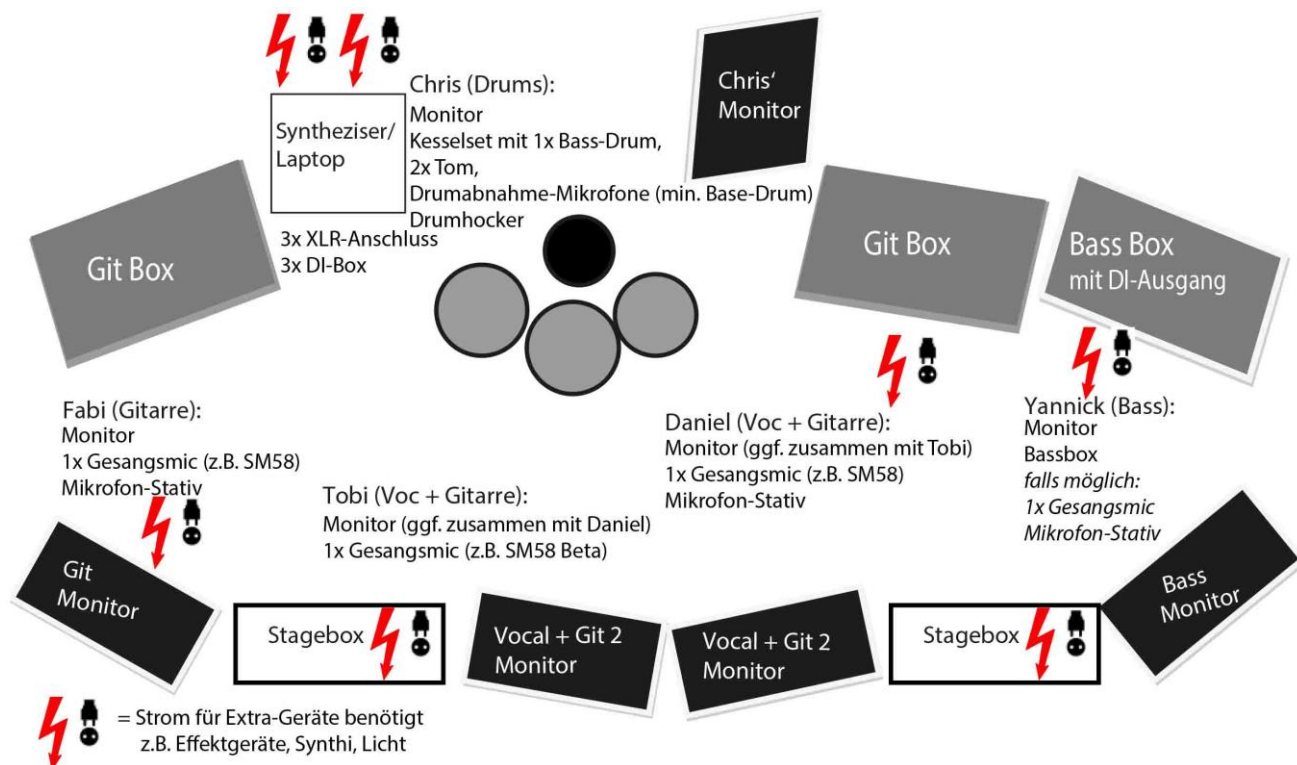 Chris (Drums):
Monitor
Kesselset mit 1x Bass-Drum,
2x Tom,
Drumabnahme-Mikrofone (min. Base-Drum)
Drumhocker
Syntheziser/
Laptop
3x XLR-Anschluss
3x DI-Box
Chris‘
Monitor
Git Box
Git Box
Bass Box
mit DI-Ausgang
Fabi (Gitarre):
Monitor
1x Gesangsmic (z.B. SM58)
Mikrofon-Stativ
Tobi (Voc + Gitarre):
Monitor (ggf. zusammen mit Daniel)
1x Gesangsmic (z.B. SM58 Beta)
Daniel (Voc + Gitarre):
Monitor (ggf. zusammen mit Tobi)
1x Gesangsmic (z.B. SM58)
Mikrofon-Stativ
Yannick (Bass):
Monitor
Bassbox
falls möglich:
1x Gesangsmic
Mikrofon-Stativ
Git
Monitor
Stagebox
Vocal + Git 2
Monitor
Vocal + Git 2
Monitor
Stagebox
Bass
Monitor
= Strom für Extra-Geräte benötigt
z.B. Effektgeräte, Synthi, Licht